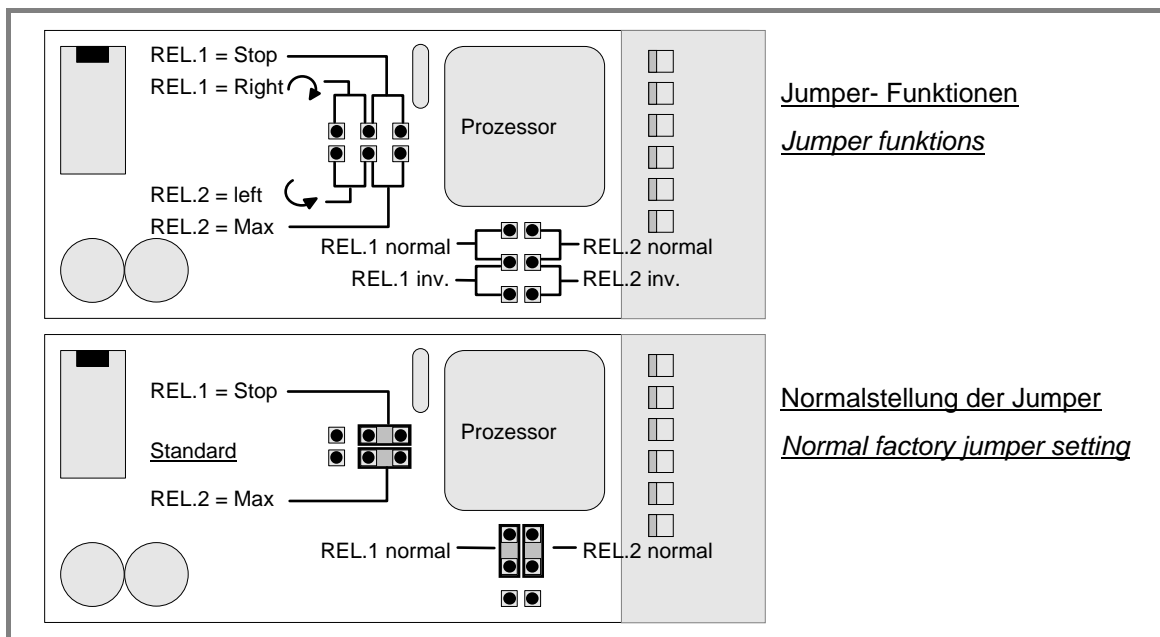 REL.1 = Stop
REL.1 = Right
Prozessor
REL.2 = left
REL.2 = Max
REL.1 normal
REL.2 normal
REL.1 inv.
REL.2 inv.
Jumper- Funktionen
Jumper funktions
REL.1 = Stop
Standard
Prozessor
REL.2 = Max
REL.1 normal
REL.2 normal
Normalstellung der Jumper
Normal factory jumper setting